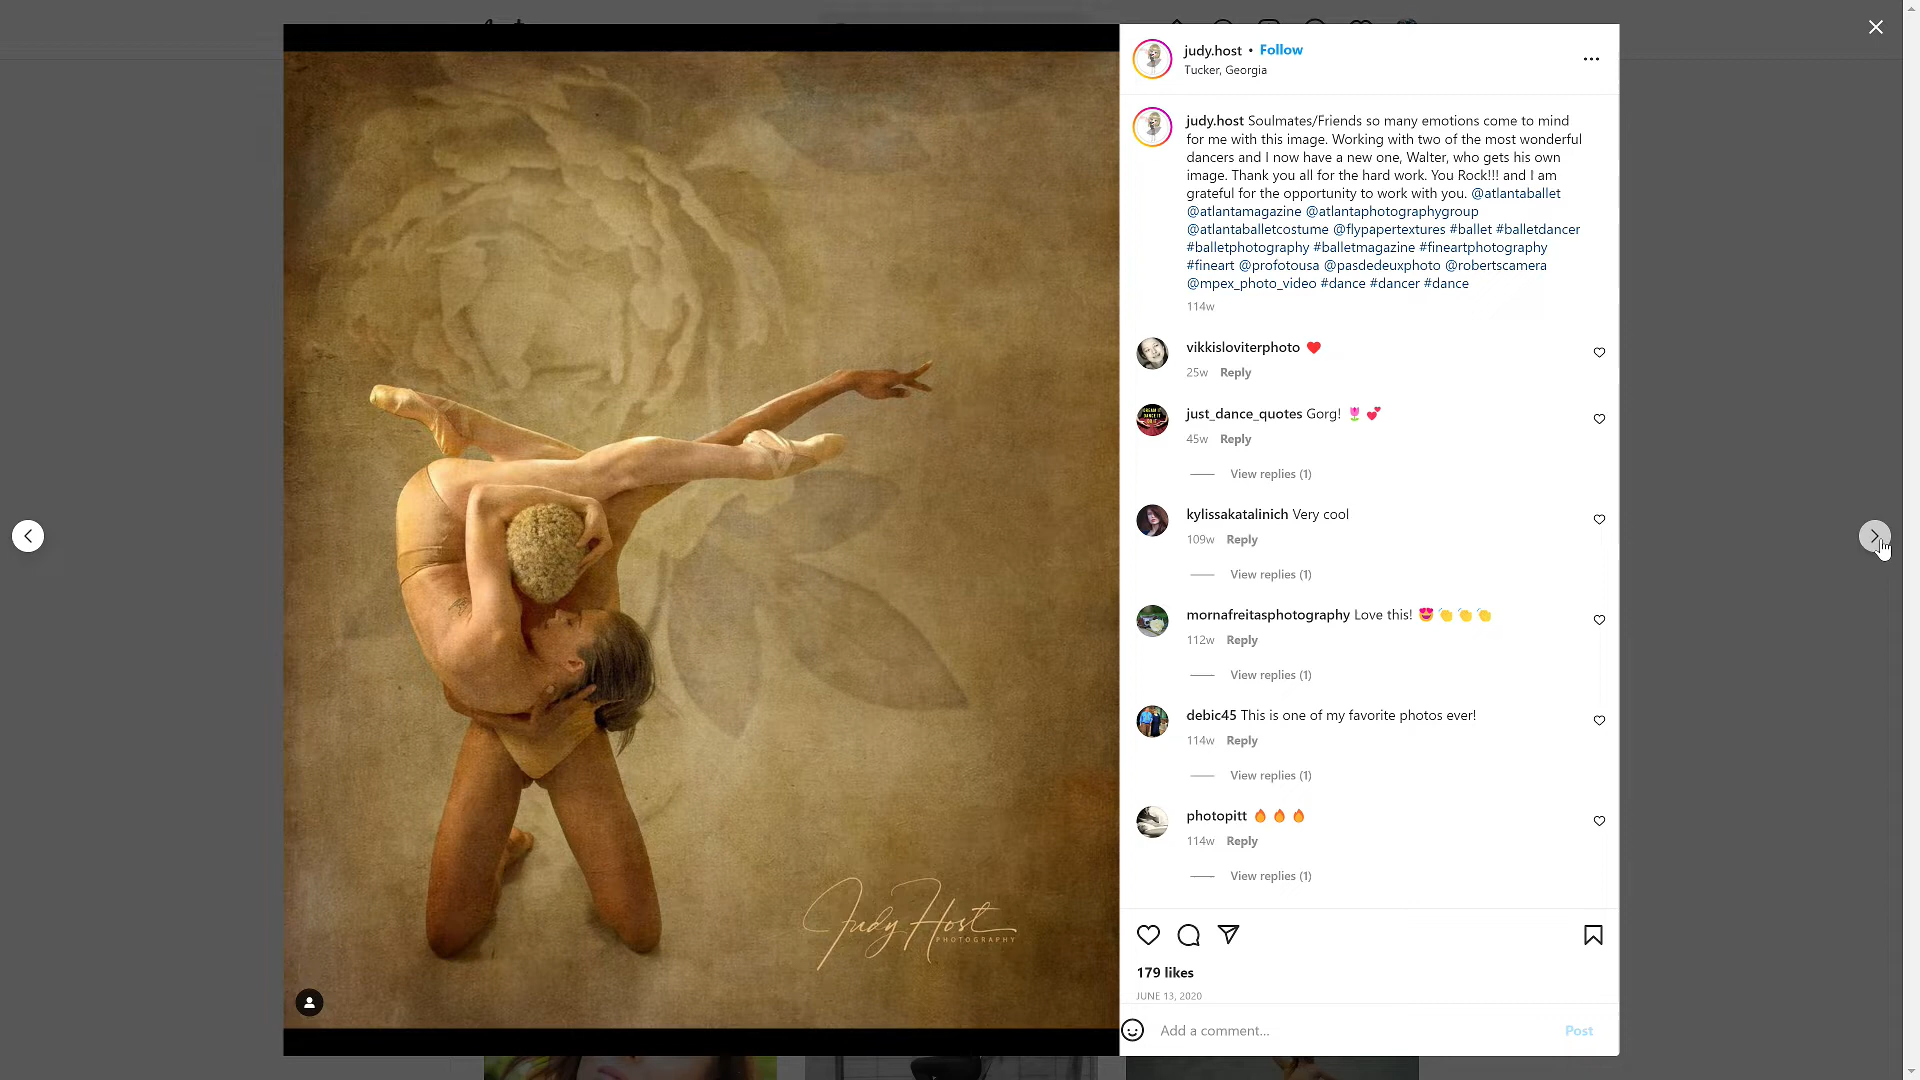 judy.host • Follow
Tucker, Georgia
judy.host Soulmates/Friends so many emotions come to mind
for me with this image. Working with two of the most wonderful
dancers and I now have a new one, Walter, who gets his own
image. Thank you all for the hard work. You Rock!!! and I am
grateful for the opportunity to work with you. @atlantaballet
@atlantamagazine @atlantaphotographygroup
@atlantaballetcostume @flypapertextures #ballet #balletdancer
#balletphotography #balletmagazine #fineartphotography
#fineart @profotousa @pasdedeuxphoto @robertscamera
@mpex_photo_video #dance #dancer #dance
114w
vikkisloviterphoto ❤️
25w Reply
just_dance_quotes Gorg! 🌷 💕
45w Reply
View replies (1)
kylissakatalinich Very cool
109w Reply
View replies (1)
mornafreitasphotography Love this! 😍 👏 👏 👏
112w Reply
View replies (1)
debic45 This is one of my favorite photos ever!
114w Reply
View replies (1)
photopitt 🔥 🔥 🔥
114w Reply
View replies (1)
179 likes
JUNE 13, 2020
Add a comment... Post
Judy Host
PHOTOGRAPHY